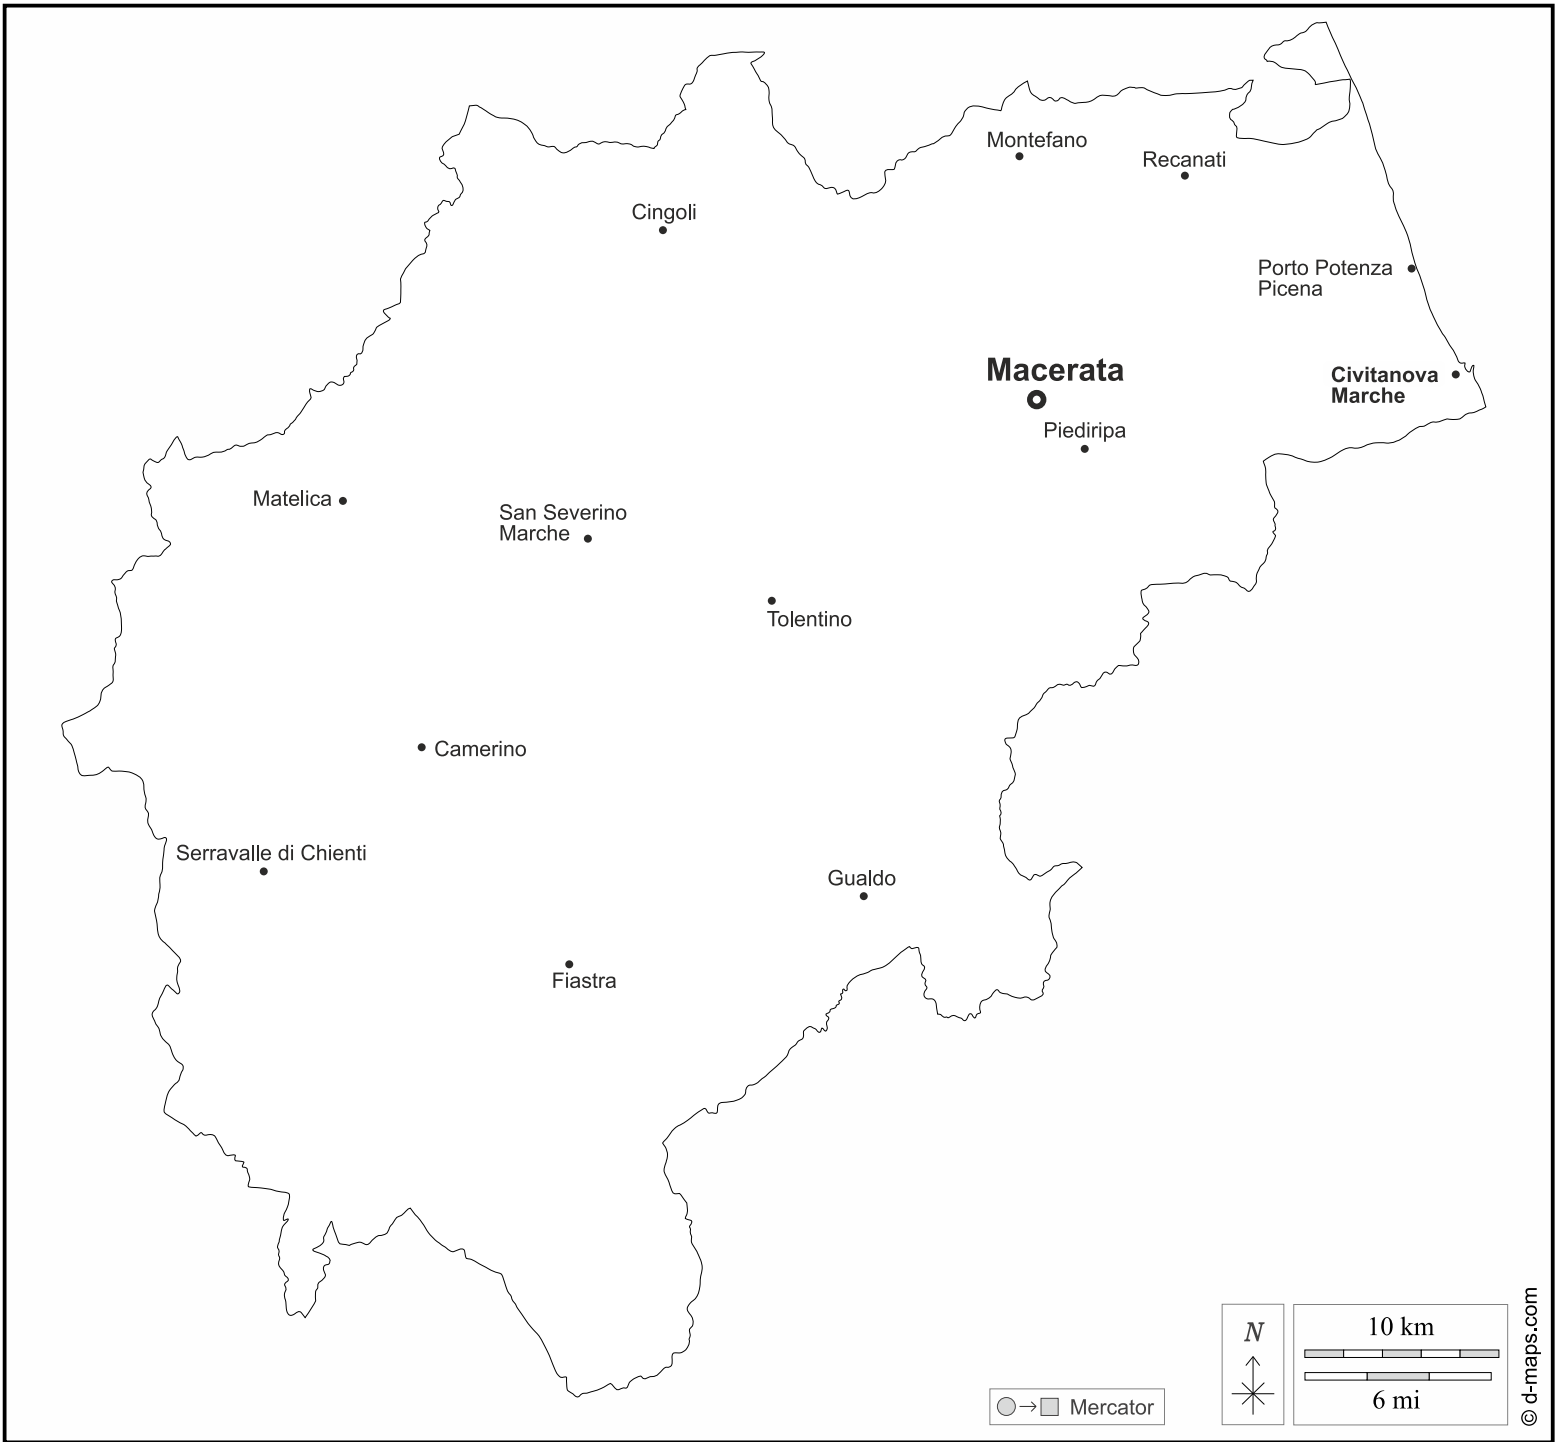 Montefano
Recanati
Cingoli
Porto Potenza
Picena
Macerata
Civitanova
Marche
Piediripa
Matelica
San Severino
Marche
Tolentino
Camerino
Serravalle di Chienti
Gualdo
Fiastra
N
10 km
6 mi
Mercator
© d-maps.com